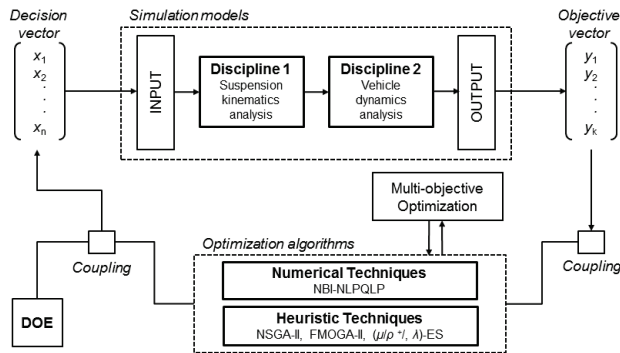 Decision
vector
x1
x2
.
.
.
xn
Simulation models
INPUT
Discipline 1
Suspension
kinematics
analysis
Discipline 2
Vehicle
dynamics
analysis
OUTPUT
Objective
vector
y1
y2
.
.
.
yk
Multi-objective
Optimization
Coupling
Optimization algorithms
Numerical Techniques
NBI-NLPQLP
Heuristic Techniques
NSGA-II, FMOGA-II, (μ/ρ +/, λ)-ES
Coupling
DOE